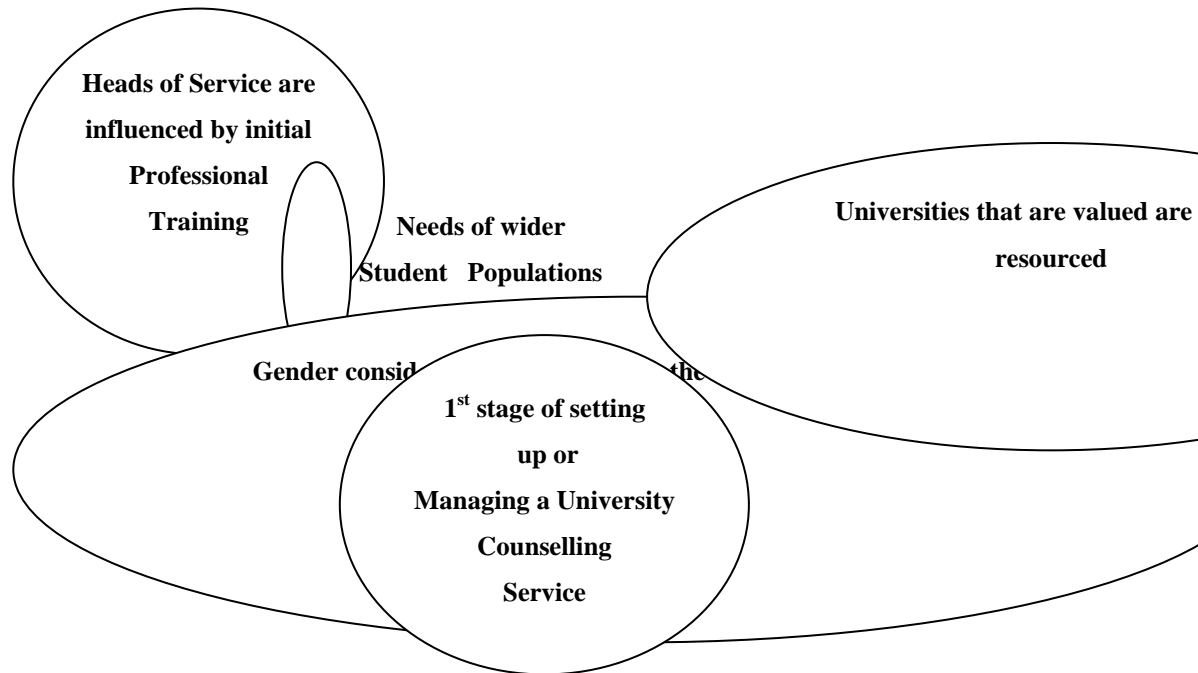 Heads of Service are
influenced by initial
Professional
Training
Needs of wider
Student Populations
Universities that are valued are
resourced
Gender the
1st stage of setting
up or
Managing a University
Counselling
Service